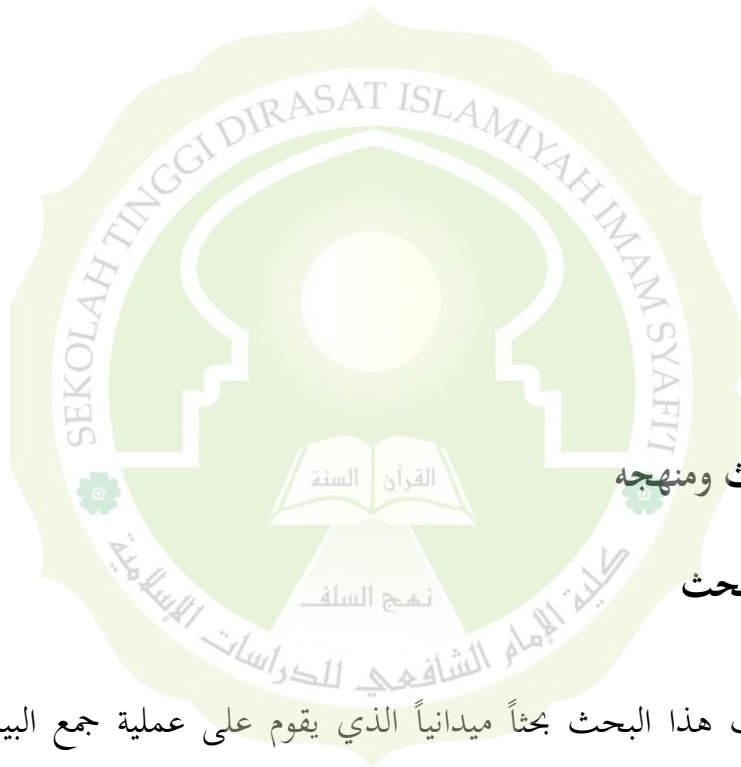 SEKOLAH TINGGI DIRASAT ISLAMIYAH IMAM SYAFI'I
القرآن السنة
ومنهجه
نهج السلف
كلية الإمام الشافعي للدراسات الإسلامية
هذا البحث بحثاً ميدانياً الذي يقوم على عملية جمع